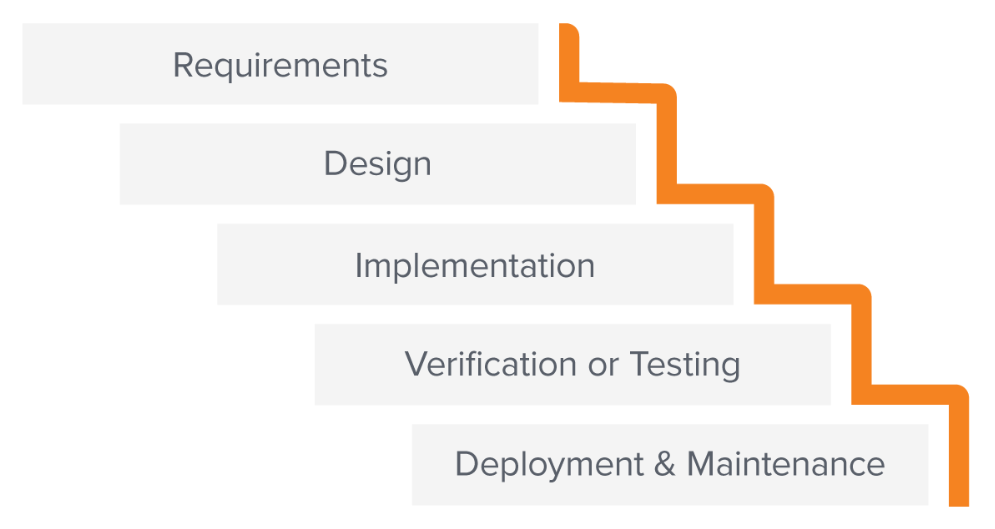 Requirements
Design
Implementation
Verification or Testing
Deployment & Maintenance